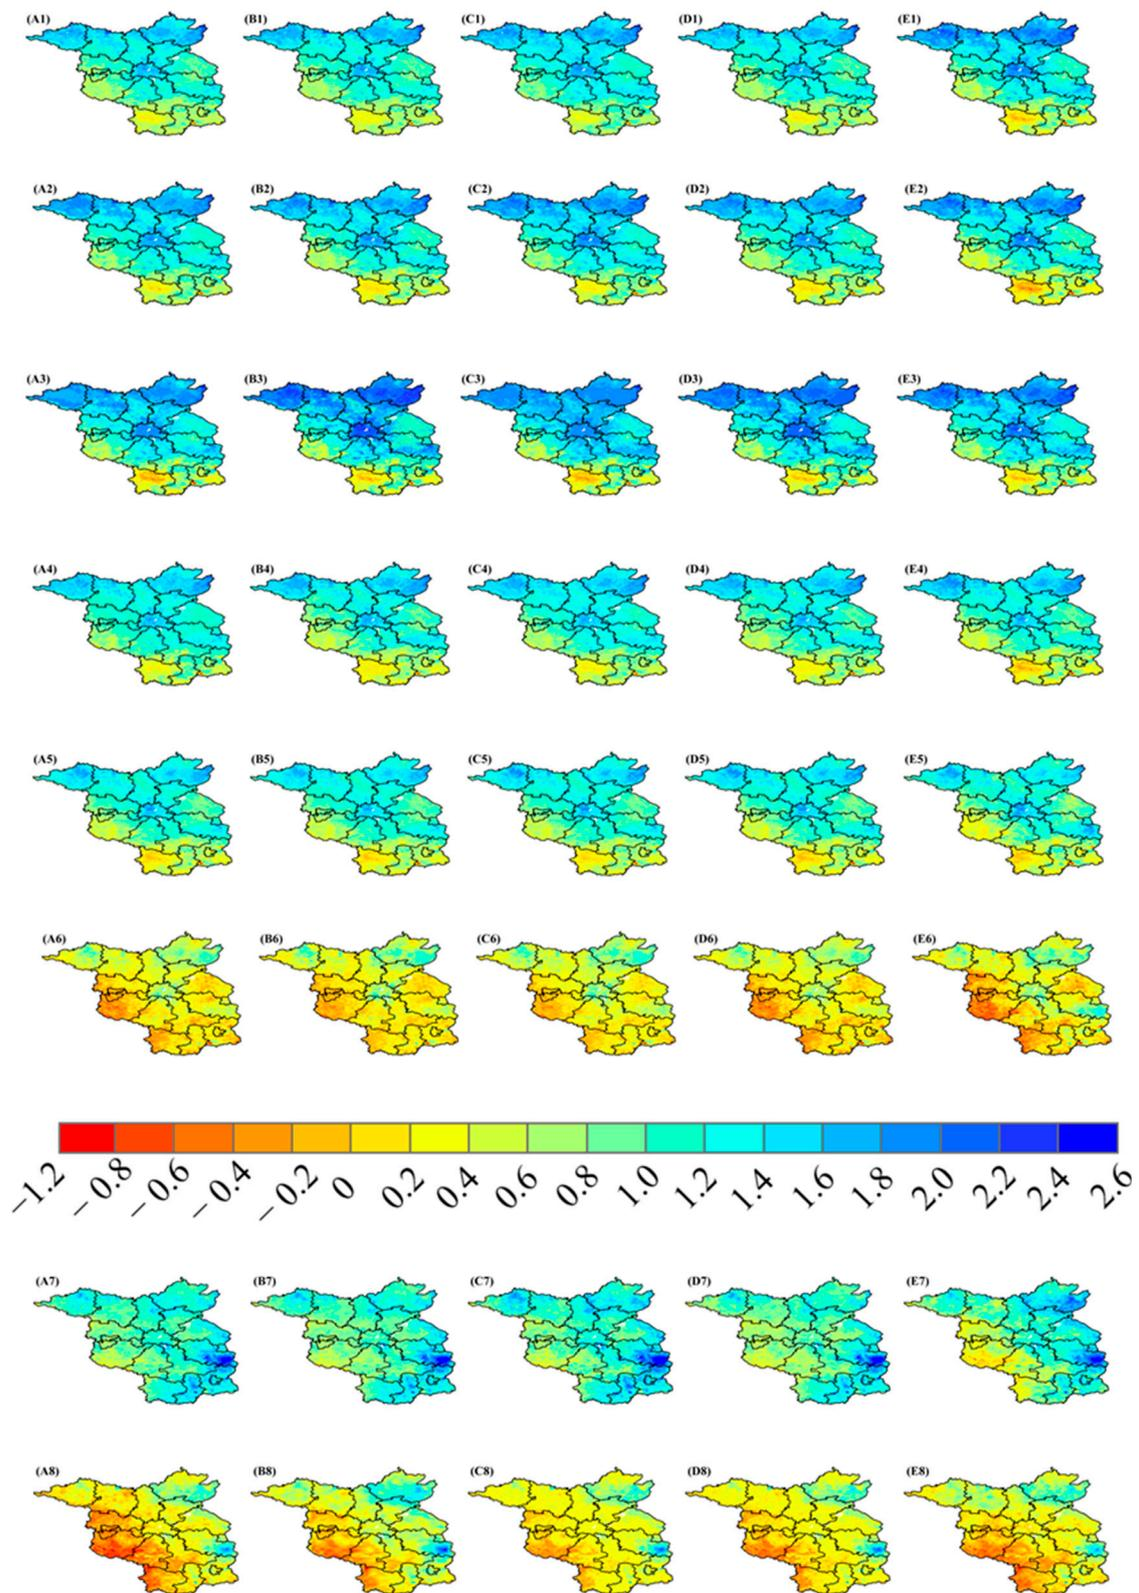 (A1) (B1) (C1) (D1) (E1)
(A2) (B2) (C2) (D2) (E2)
(A3) (B3) (C3) (D3) (E3)
(A4) (B4) (C4) (D4) (E4)
(A5) (B5) (C5) (D5) (E5)
(A6) (B6) (C6) (D6) (E6)
−1.2 −0.8 −0.6 −0.4 −0.2 0 0.2 0.4 0.6 0.8 1.0 1.2 1.4 1.6 1.8 2.0 2.2 2.4 2.6
(A7) (B7) (C7) (D7) (E7)
(A8) (B8) (C8) (D8) (E8)